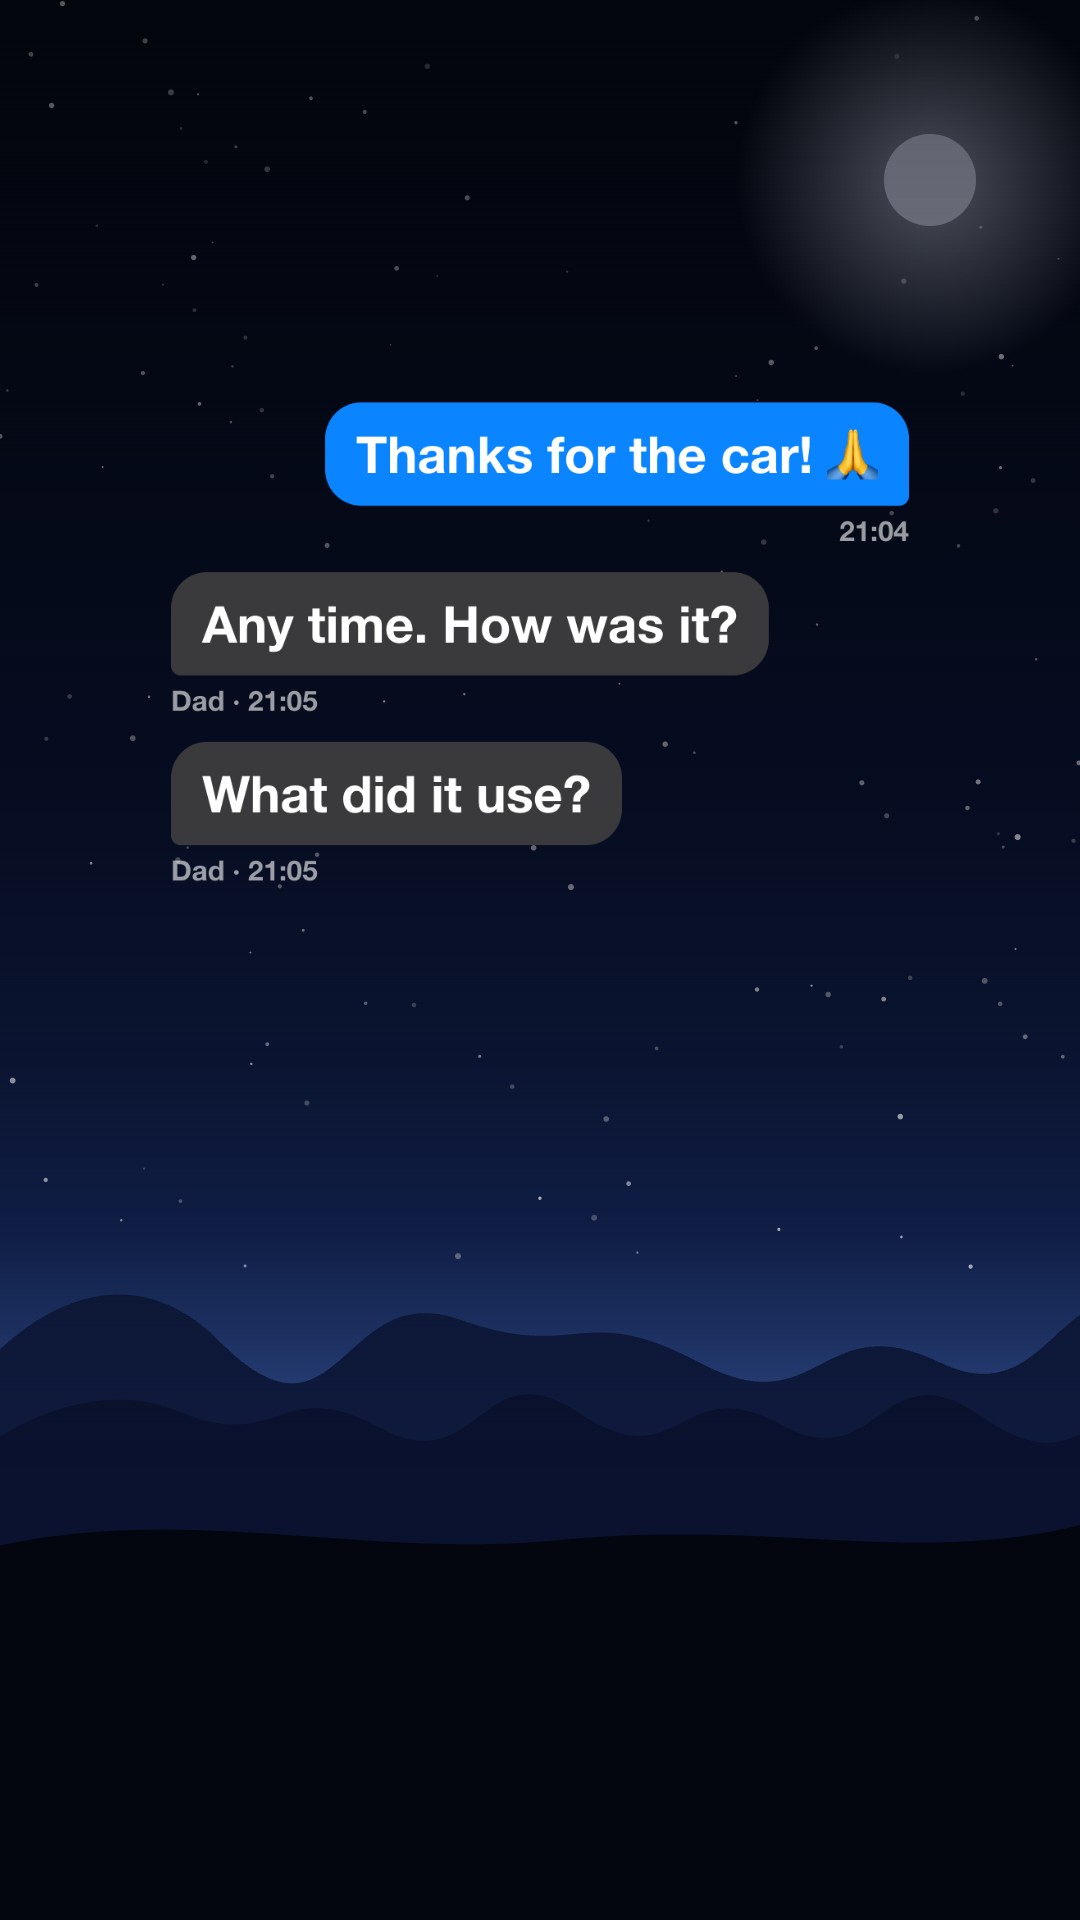 Thanks for the car! 🙏
21:04
Any time. How was it?
Dad · 21:05
What did it use?
Dad · 21:05